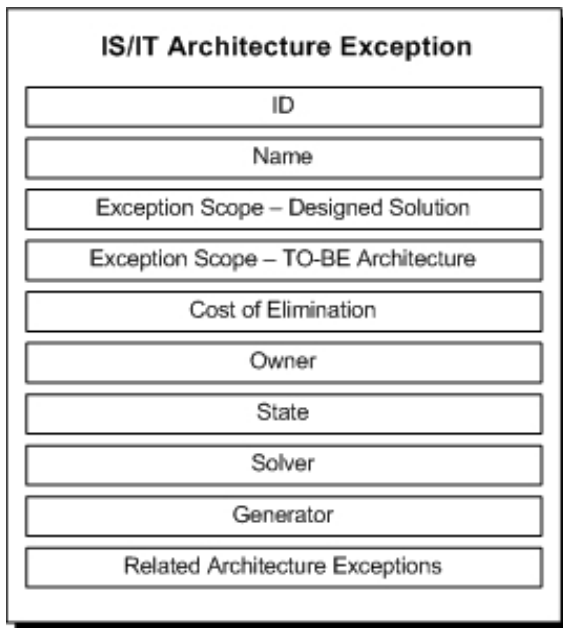 IS/IT Architecture Exception
ID
Name
Exception Scope – Designed Solution
Exception Scope – TO-BE Architecture
Cost of Elimination
Owner
State
Solver
Generator
Related Architecture Exceptions